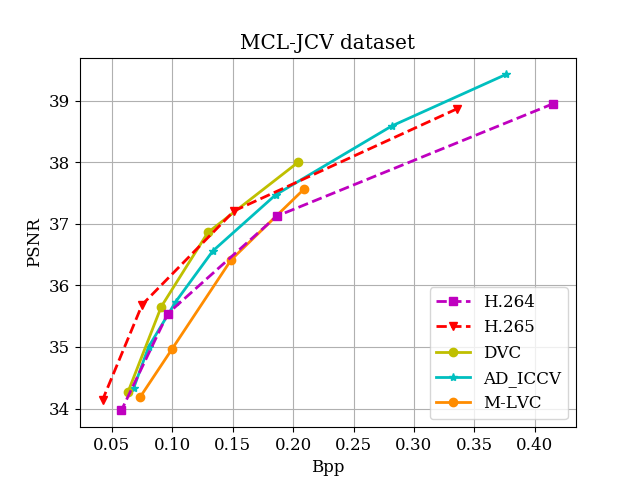 MCL-JCV dataset
PSNR
39
38
37
36
35
34
0.05 0.10 0.15 0.20 0.25 0.30 0.35 0.40
Bpp
H.264
H.265
DVC
AD_ICCV
M-LVC